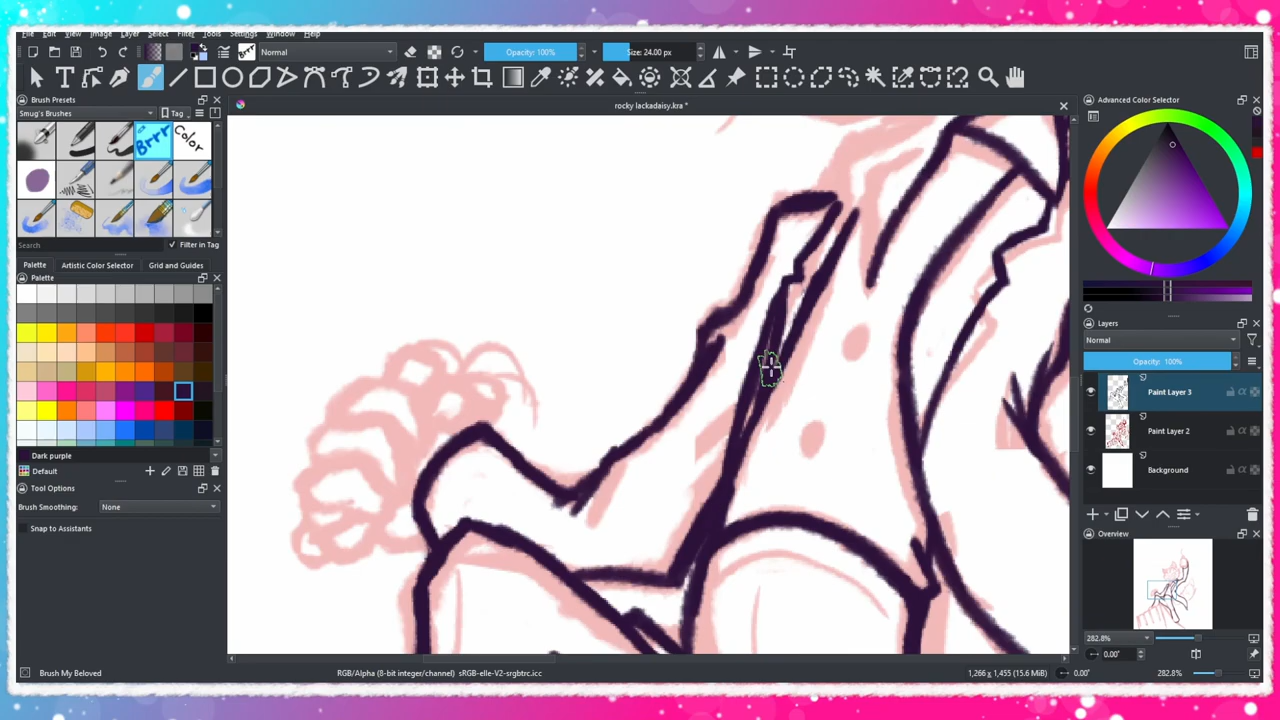 File Edit View Image Layer Select Filter Tools Settings Window Help
Normal
Opacity: 100%
Size: 24.00 px
Brush Presets
rocky lackadaisy.kra *
Advanced Color Selector
Smug's Brushes
Tag
Brrr
Color
Search
Filter in Tag
Palette
Artistic Color Selector
Grid and Guides
Palette
Layers
Normal
Opacity: 100%
Paint Layer 3
Paint Layer 2
Dark purple
Background
Default
Tool Options
Brush Smoothing:
None
Snap to Assistants
Overview
282.8%
0.00°
Brush My Beloved
RGB/Alpha (8-bit integer/channel) sRGB-elle-V2-srgbtrc.icc
1,266 x 1,455 (15.6 MiB)
0.00°
282.8%